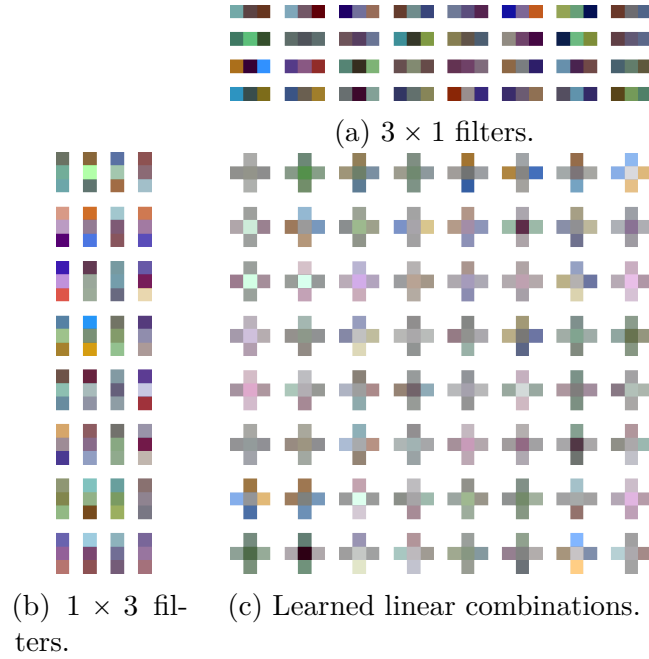 (a) 3 × 1 filters.
(b) 1 × 3 fil-
ters.
(c) Learned linear combinations.